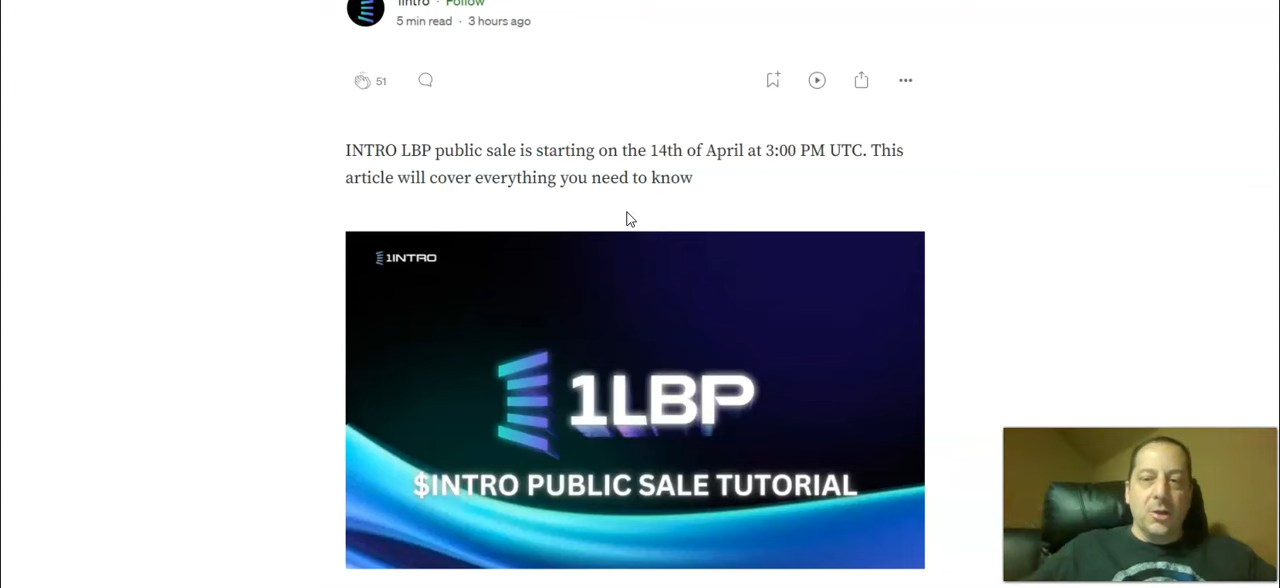 1intro · Follow
5 min read · 3 hours ago
51
INTRO LBP public sale is starting on the 14th of April at 3:00 PM UTC. This
article will cover everything you need to know
1INTRO
1LBP
$INTRO PUBLIC SALE TUTORIAL